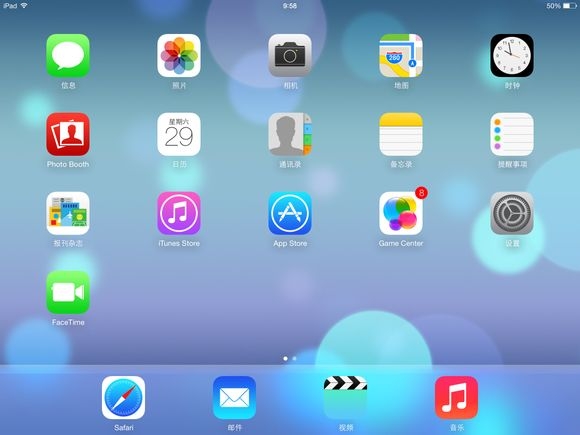 iPad
9:58
50%
信息
照片
相机
280
地图
时钟
Photo Booth
星期六
29
日历
通讯录
备忘录
提醒事项
报刊杂志
iTunes Store
App Store
8
Game Center
设置
FaceTime
Safari
邮件
视频
音乐